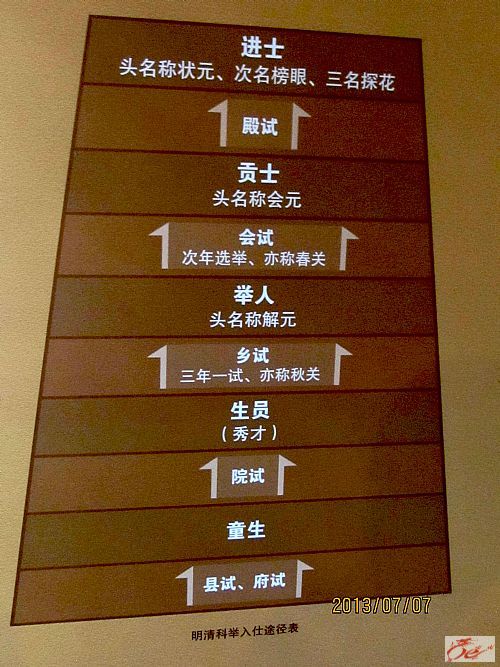 进士
头名称状元、次名榜眼、三名探花
殿试
贡士
头名称会元
会试
次年选举、亦称春关
举人
头名称解元
乡试
三年一试、亦称秋关
生员
(秀才)
院试
童生
县试、府试
明清科举入仕途径表
2013/07/07